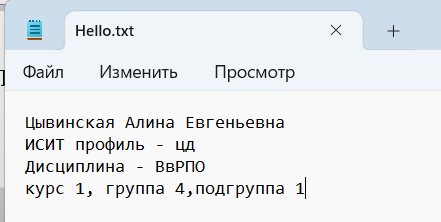 Hello.txt
Файл Изменить Просмотр
Цывинская Алина Евгеньевна
ИСИТ профиль - цд
Дисциплина - ВвРПО
курс 1, группа 4,подгруппа 1